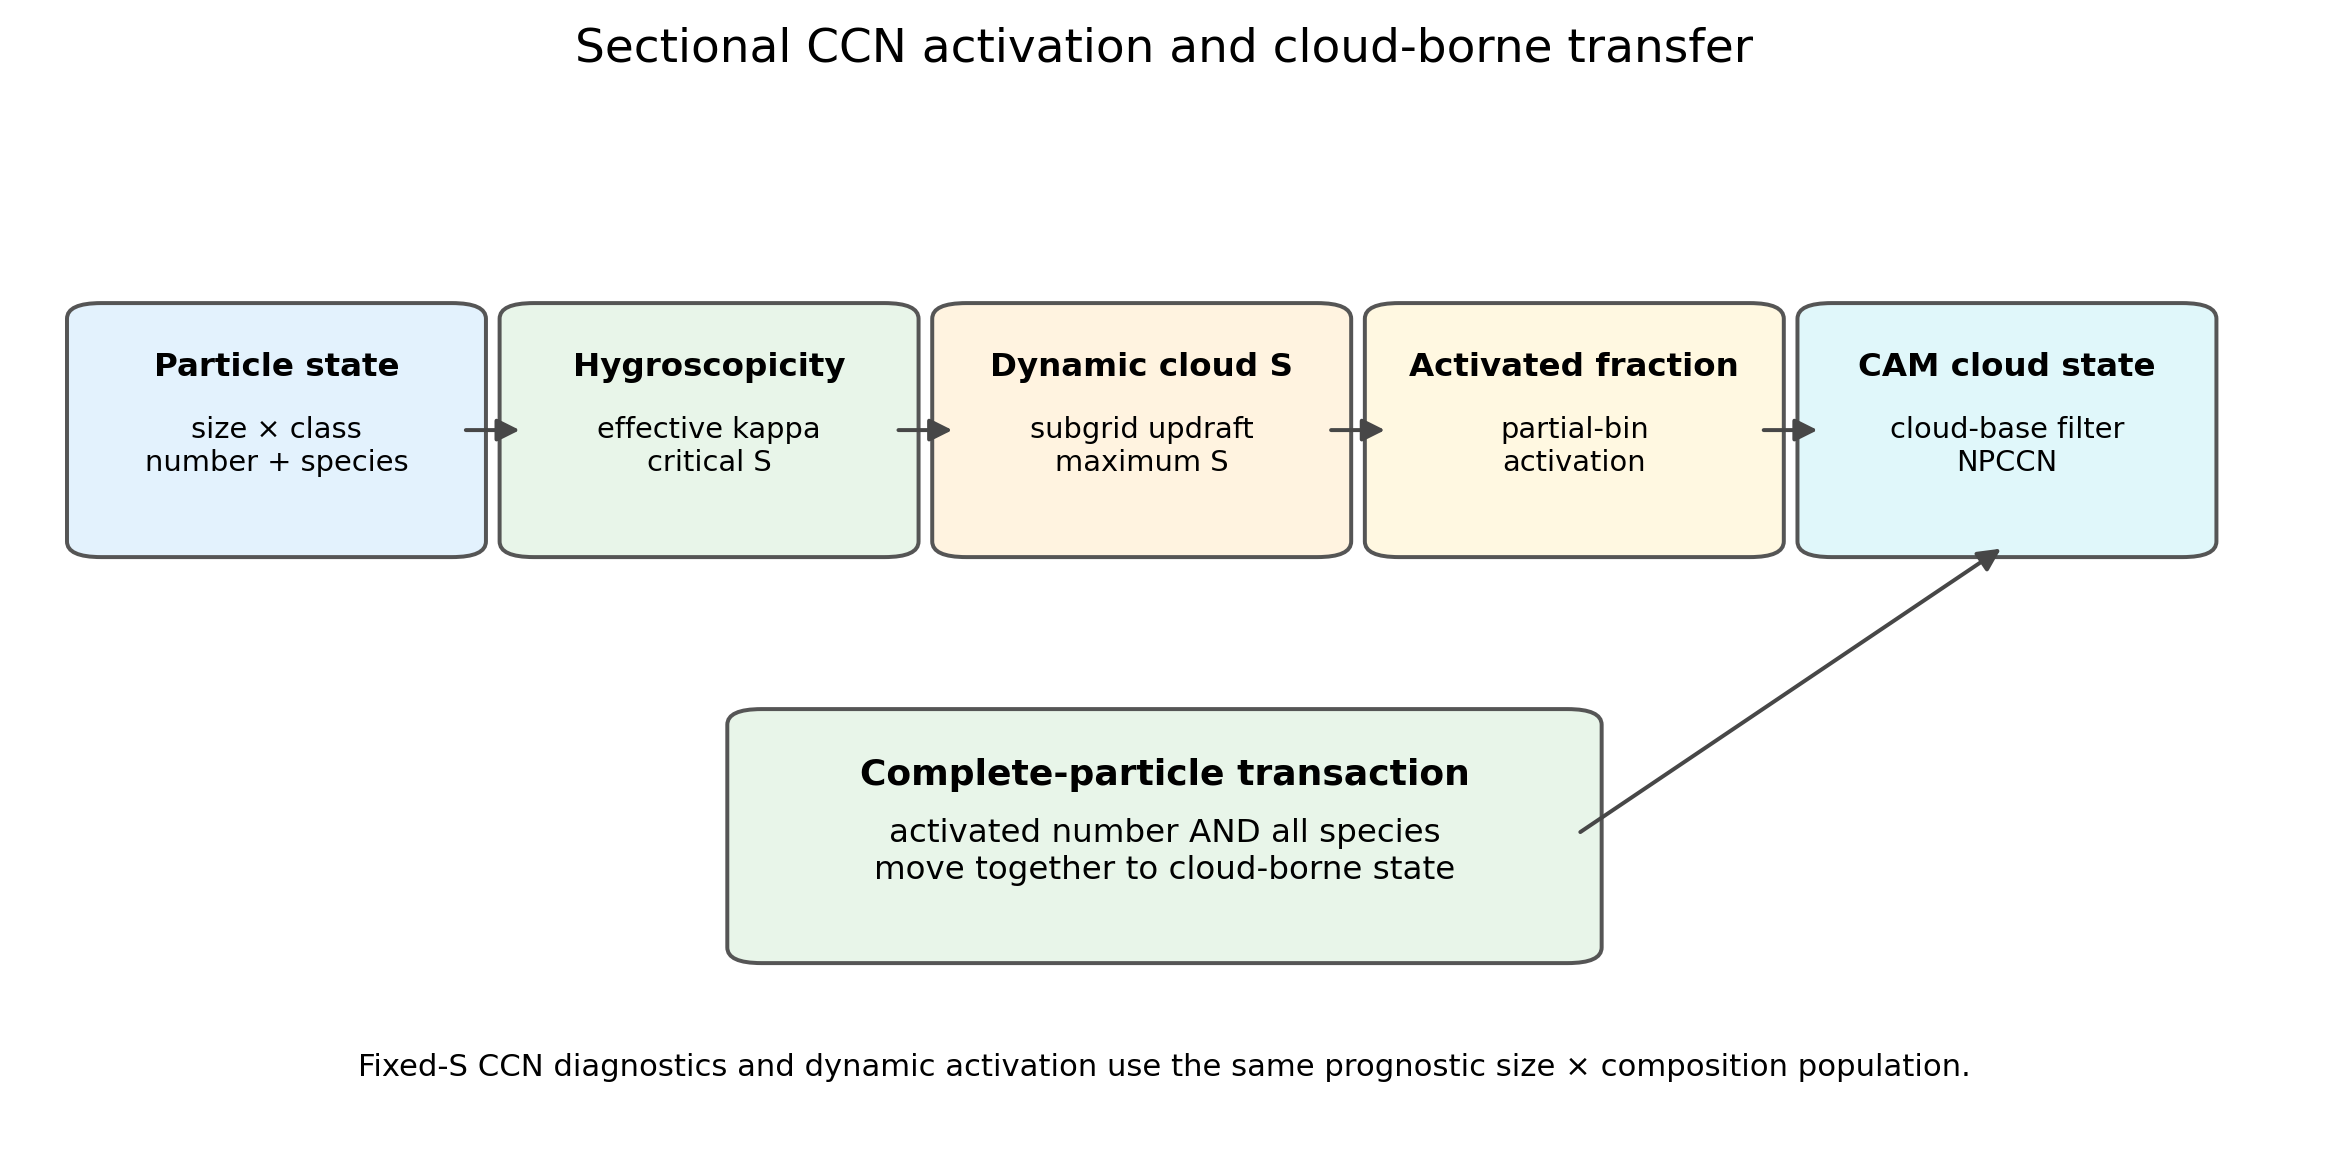 Sectional CCN activation and cloud-borne transfer
Particle state
size × class
number + species
Hygroscopicity
effective kappa
critical S
Dynamic cloud S
subgrid updraft
maximum S
Activated fraction
partial-bin
activation
CAM cloud state
cloud-base filter
NPCCN
Complete-particle transaction
activated number AND all species
move together to cloud-borne state
Fixed-S CCN diagnostics and dynamic activation use the same prognostic size × composition population.